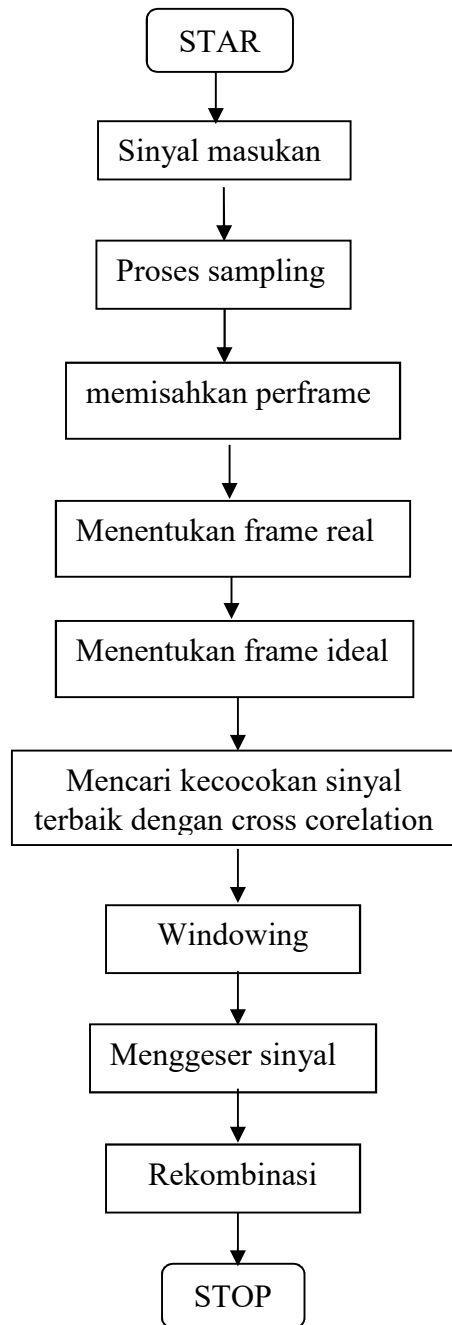 STAR
Sinyal masukan
Proses sampling
memisahkan perframe
Menentukan frame real
Menentukan frame ideal
Mencari kecocokan sinyal
terbaik dengan cross corelation
Windowing
Menggeser sinyal
Rekombinasi
STOP